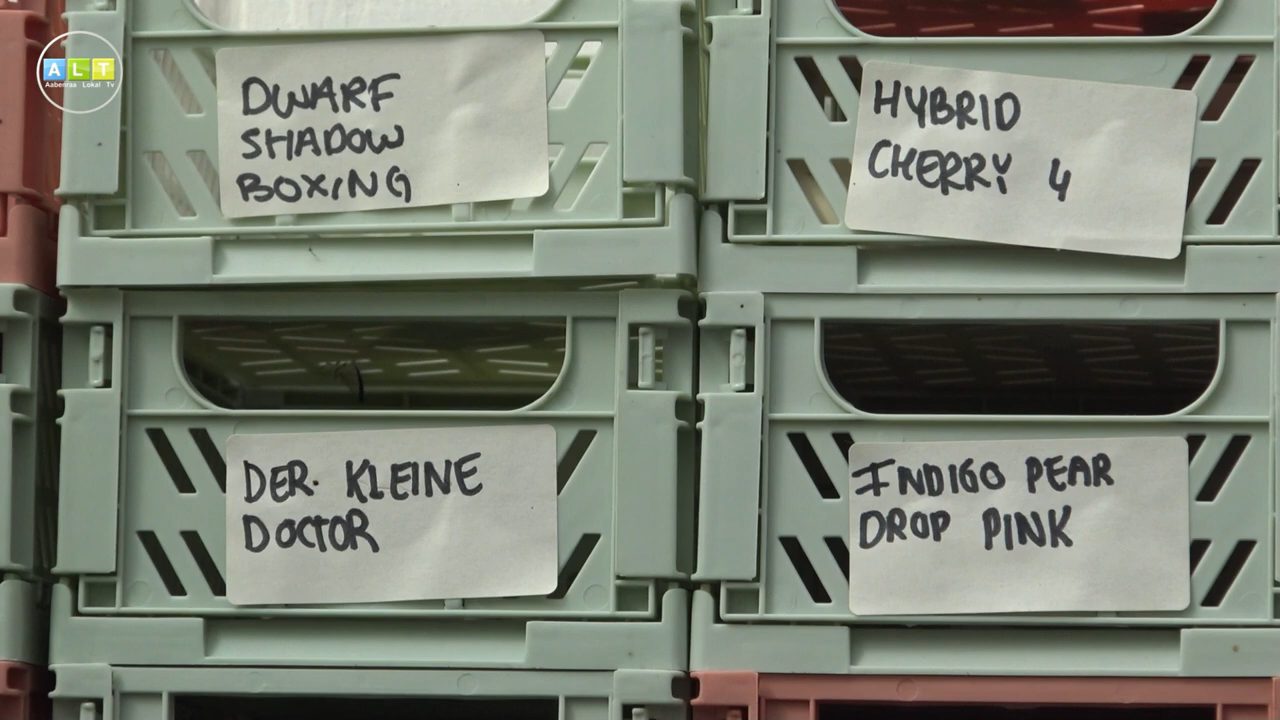 ALT
Aabenraa Lokal Tv
DWARF
SHADOW
BOXING
HYBRID
CHERRY 4
DER. KLEINE
DOCTOR
INDIGO PEAR
DROP PINK